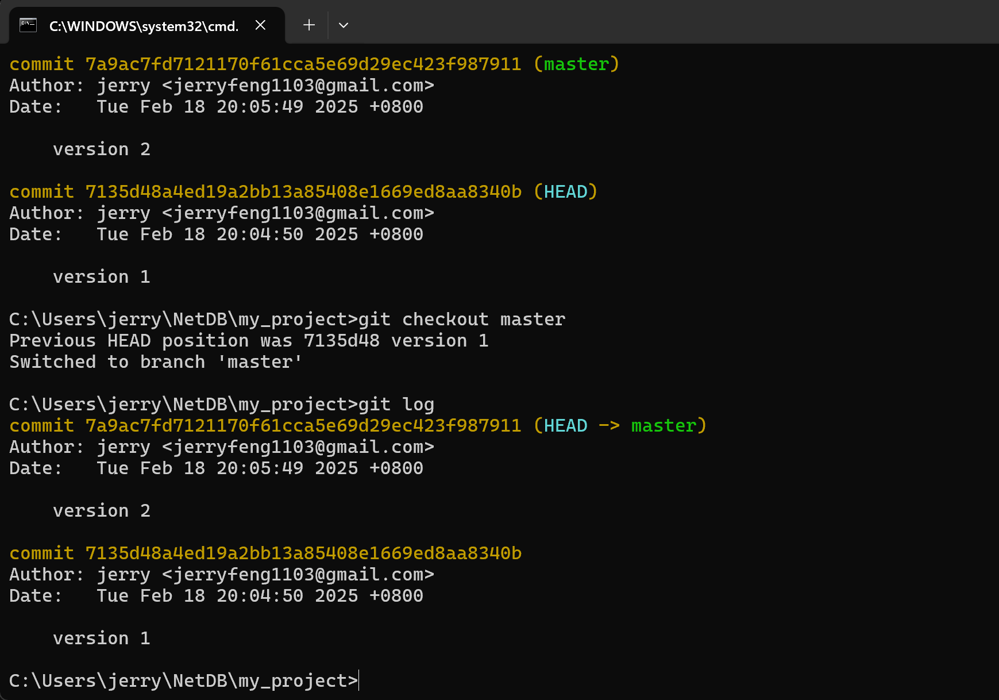 C:\WINDOWS\system32\cmd.
commit 7a9ac7fd7121170f61cca5e69d29ec423f987911 (master)
Author: jerry <jerryfeng1103@gmail.com>
Date:   Tue Feb 18 20:05:49 2025 +0800
    version 2
commit 7135d48a4ed19a2bb13a85408e1669ed8aa8340b (HEAD)
Author: jerry <jerryfeng1103@gmail.com>
Date:   Tue Feb 18 20:04:50 2025 +0800
    version 1
C:\Users\jerry\NetDB\my_project>git checkout master
Previous HEAD position was 7135d48 version 1
Switched to branch 'master'
C:\Users\jerry\NetDB\my_project>git log
commit 7a9ac7fd7121170f61cca5e69d29ec423f987911 (HEAD -> master)
Author: jerry <jerryfeng1103@gmail.com>
Date:   Tue Feb 18 20:05:49 2025 +0800
    version 2
commit 7135d48a4ed19a2bb13a85408e1669ed8aa8340b
Author: jerry <jerryfeng1103@gmail.com>
Date:   Tue Feb 18 20:04:50 2025 +0800
    version 1
C:\Users\jerry\NetDB\my_project>